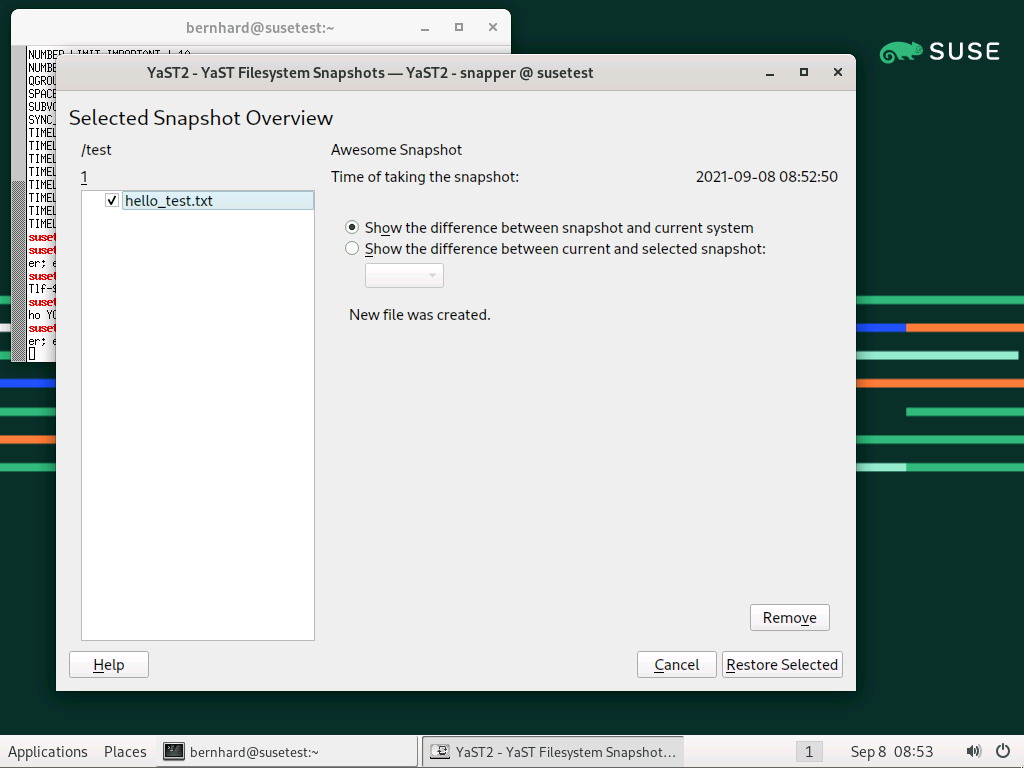 bernhard@susetest:~
NUMBER_LIMIT_IMPORTANT | 10
NUMBE
QGROU
SPACE
SUBVO
SYNC_
TIMEL
TIMEL
TIMEL
TIMEL
TIMEL
TIMEL
TIMEL
TIMEL
suset
suset
er; e
suset
Tlf-$
suset
ho YO
suset
er; e
SUSE
YaST2 - YaST Filesystem Snapshots — YaST2 - snapper @ susetest
Selected Snapshot Overview
/test
Awesome Snapshot
1
Time of taking the snapshot: 2021-09-08 08:52:50
hello_test.txt
Show the difference between snapshot and current system
Show the difference between current and selected snapshot:
New file was created.
Remove
Help
Cancel
Restore Selected
Applications Places bernhard@susetest:~ YaST2 - YaST Filesystem Snapshot... 1 Sep 8 08:53